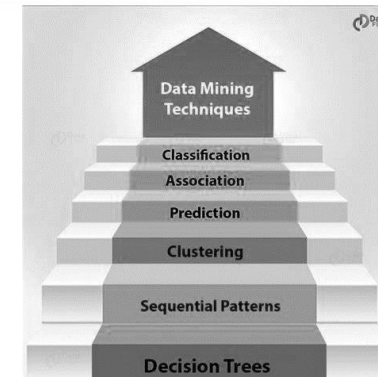 Data Mining
Techniques
Classification
Association
Prediction
Clustering
Sequential Patterns
Decision Trees